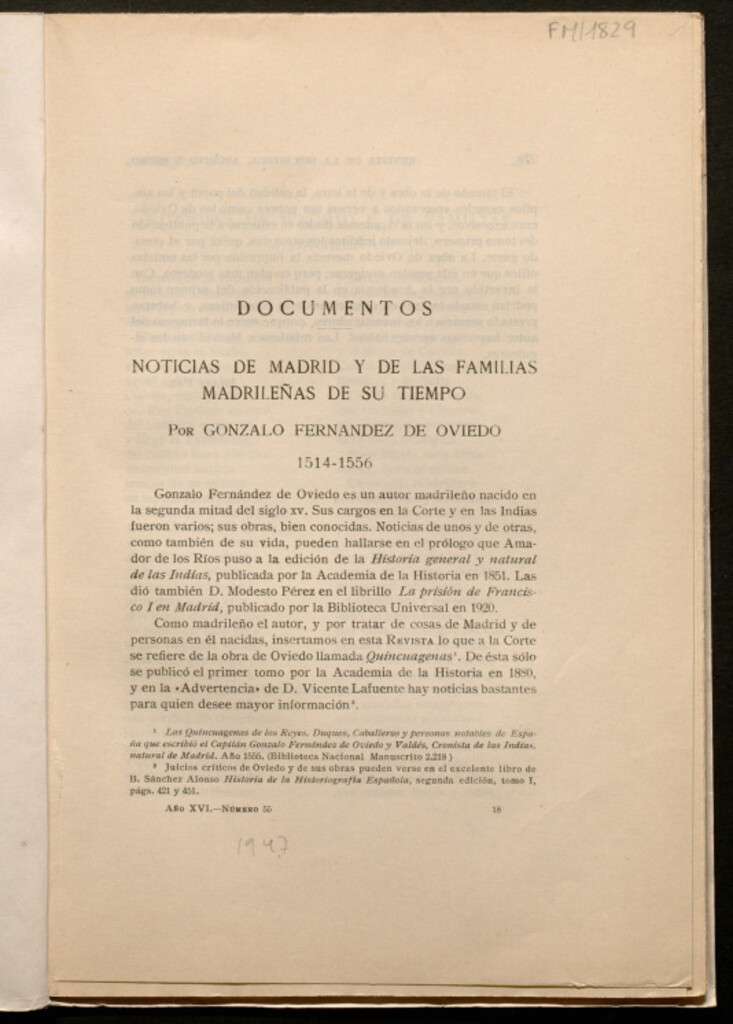 FM/1829
DOCUMENTOS
NOTICIAS DE MADRID Y DE LAS FAMILIAS
MADRILEÑAS DE SU TIEMPO
POR GONZALO FERNANDEZ DE OVIEDO
1514-1556
Gonzalo Fernández de Oviedo es un autor madrileño nacido en
la segunda mitad del siglo XV. Sus cargos en la Corte y en las Indias
fueron varios; sus obras, bien conocidas. Noticias de unos y de otras,
como también de su vida, pueden hallarse en el prólogo que Ama-
dor de los Ríos puso a la edición de la Historia general y natural
de las Indias, publicada por la Academia de la Historia en 1851. Las
dió también D. Modesto Pérez en el librillo La prisión de Francis-
co I en Madrid, publicado por la Biblioteca Universal en 1920.
Como madrileño el autor, y por tratar de cosas de Madrid y de
personas en él nacidas, insertamos en esta REVISTA lo que a la Corte
se refiere de la obra de Oviedo llamada Quincuagenas¹. De ésta sólo
se publicó el primer tomo por la Academia de la Historia en 1880,
y en la «Advertencia» de D. Vicente Lafuente hay noticias bastantes
para quien desee mayor información².
¹ Las Quincuagenas de los Reyes, Duques, Caballeros y personas notables de Espa-
ña que escribió el Capitán Gonzalo Fernández de Oviedo y Valdés, Cronista de las Indias,
natural de Madrid. Año 1556. (Biblioteca Nacional Manuscrito 2.218)
² Juicios críticos de Oviedo y de sus obras pueden verse en el excelente libro de
B. Sánchez Alonso Historia de la Historiografía Española, segunda edición, tomo I,
págs. 421 y 451.
AÑO XVI.—NÚMERO 55 18
1947